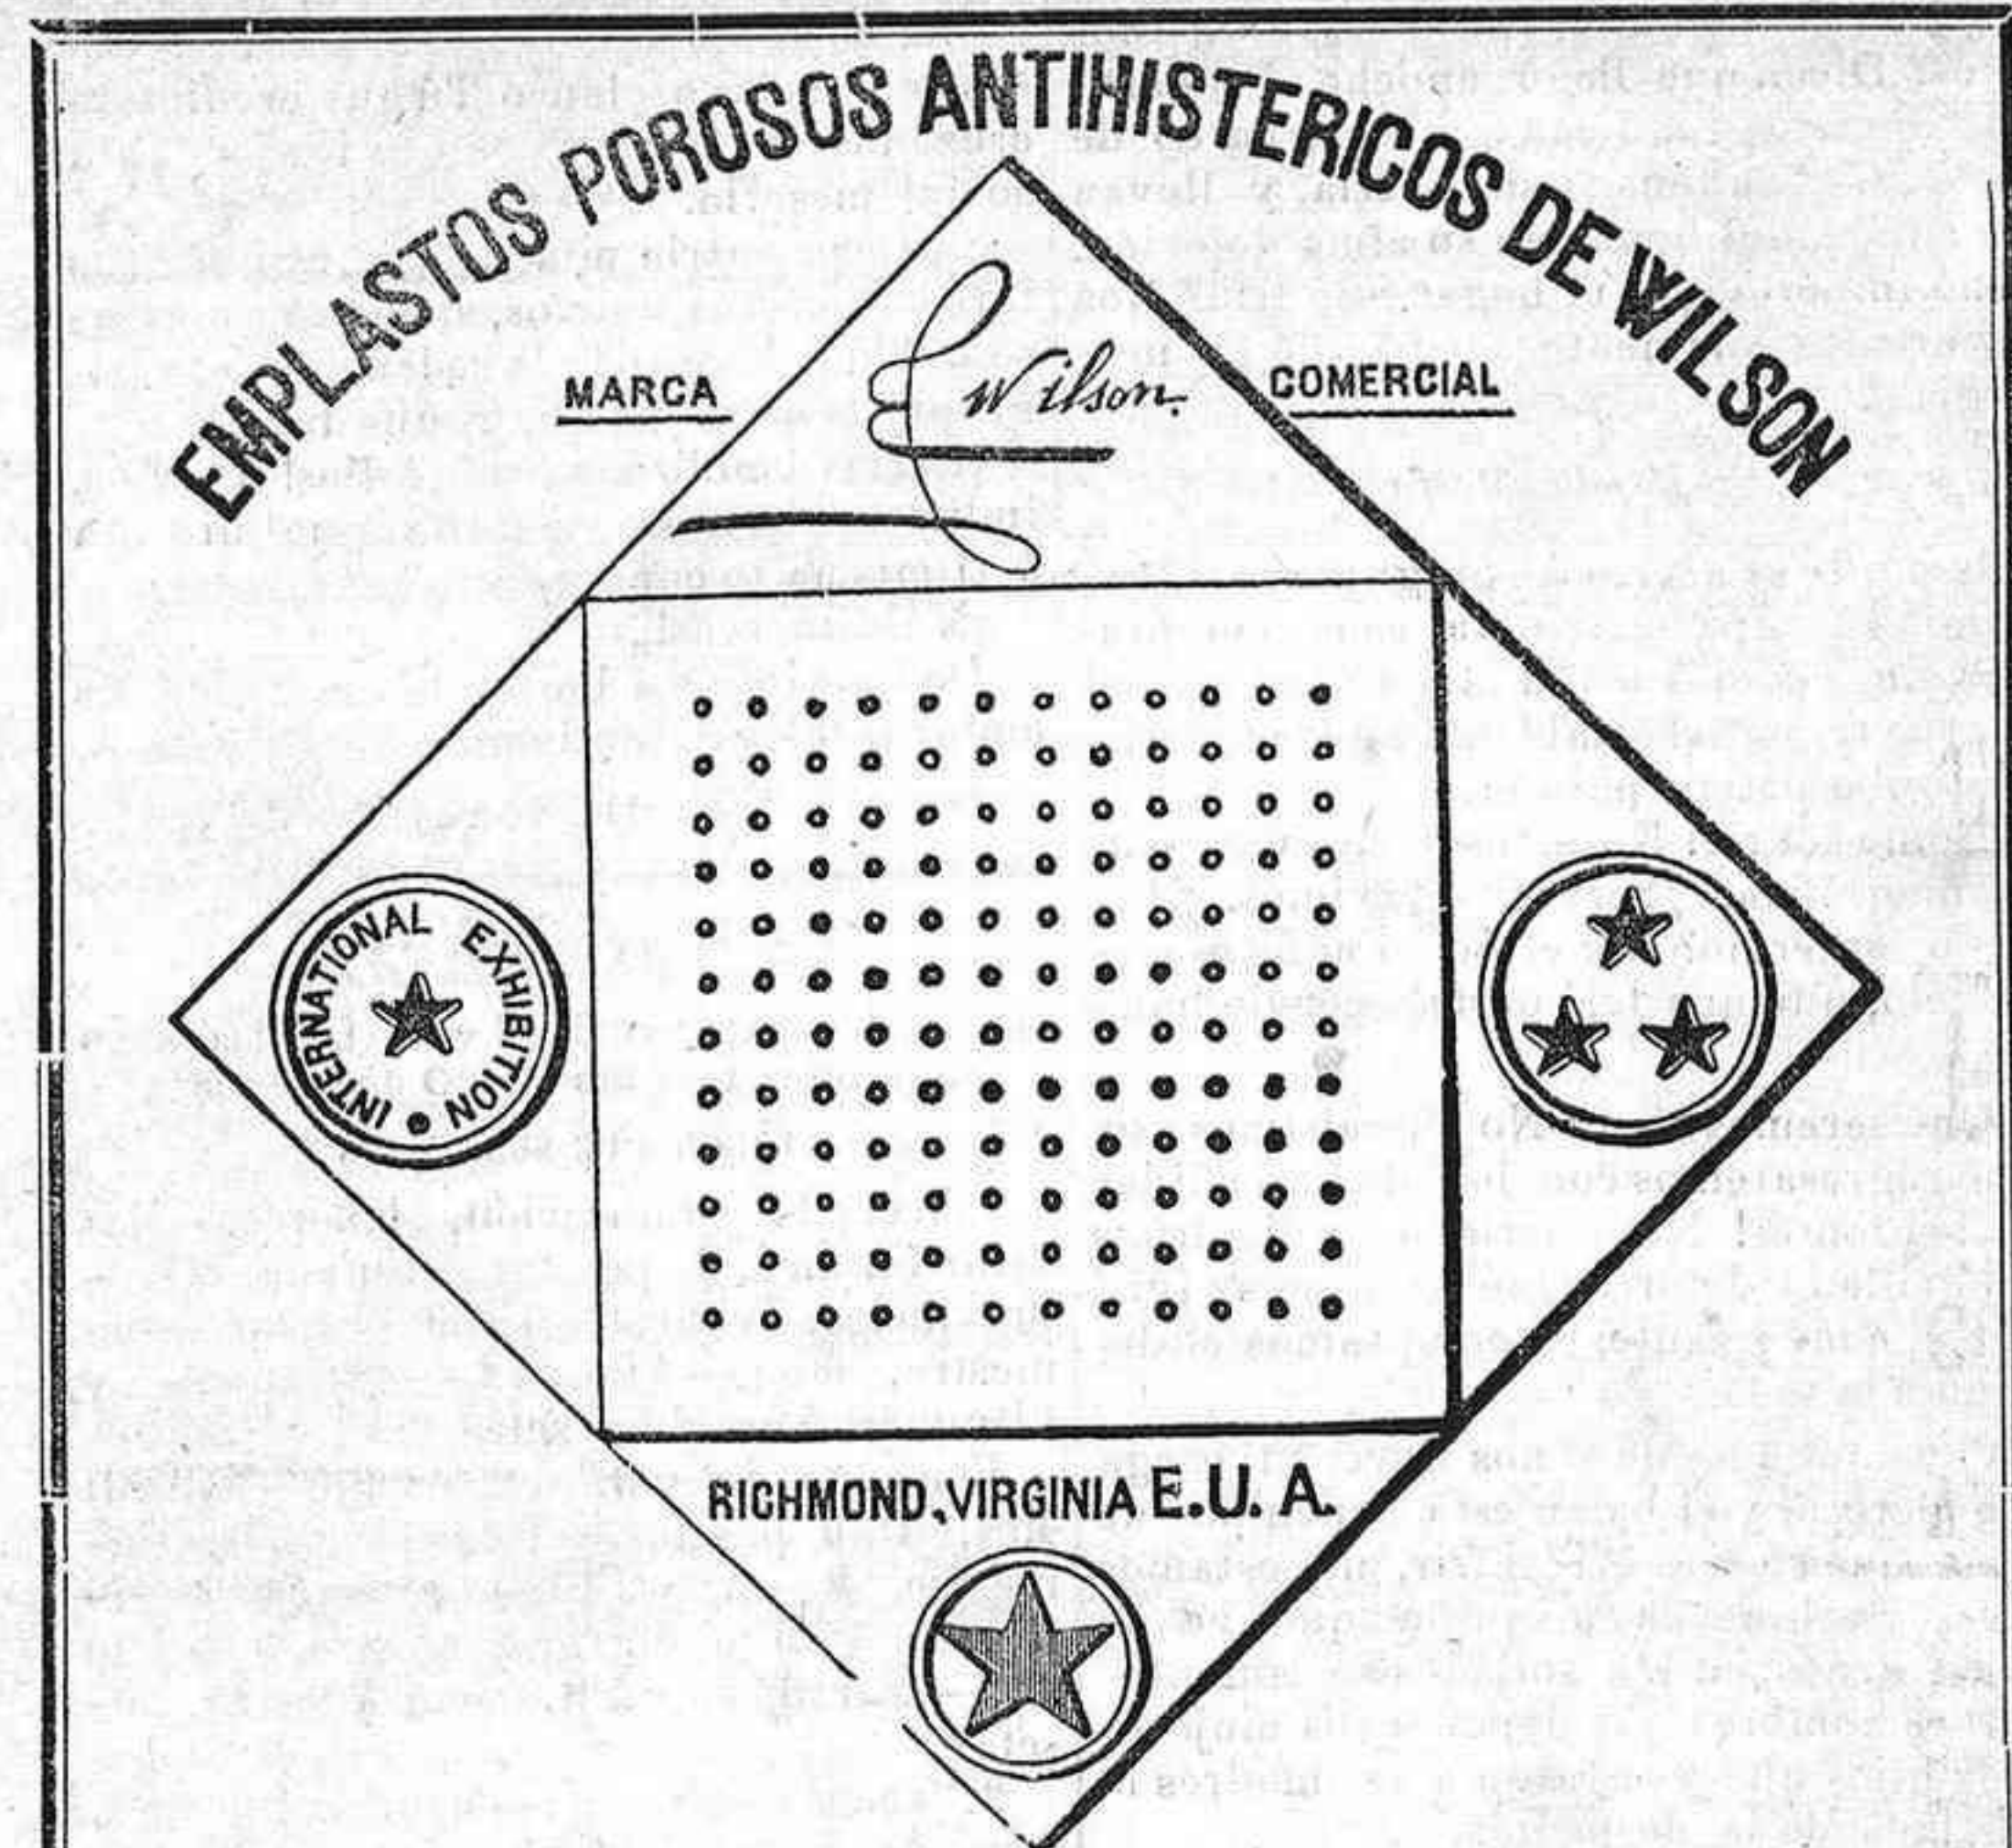 EMPLASTOS POROSOS ANTIHISTERICOS DE WILSON
MARCA
Wilson.
COMERCIAL
INTERNATIONAL EXHIBITION
RICHMOND, VIRGINIA E.U.A.